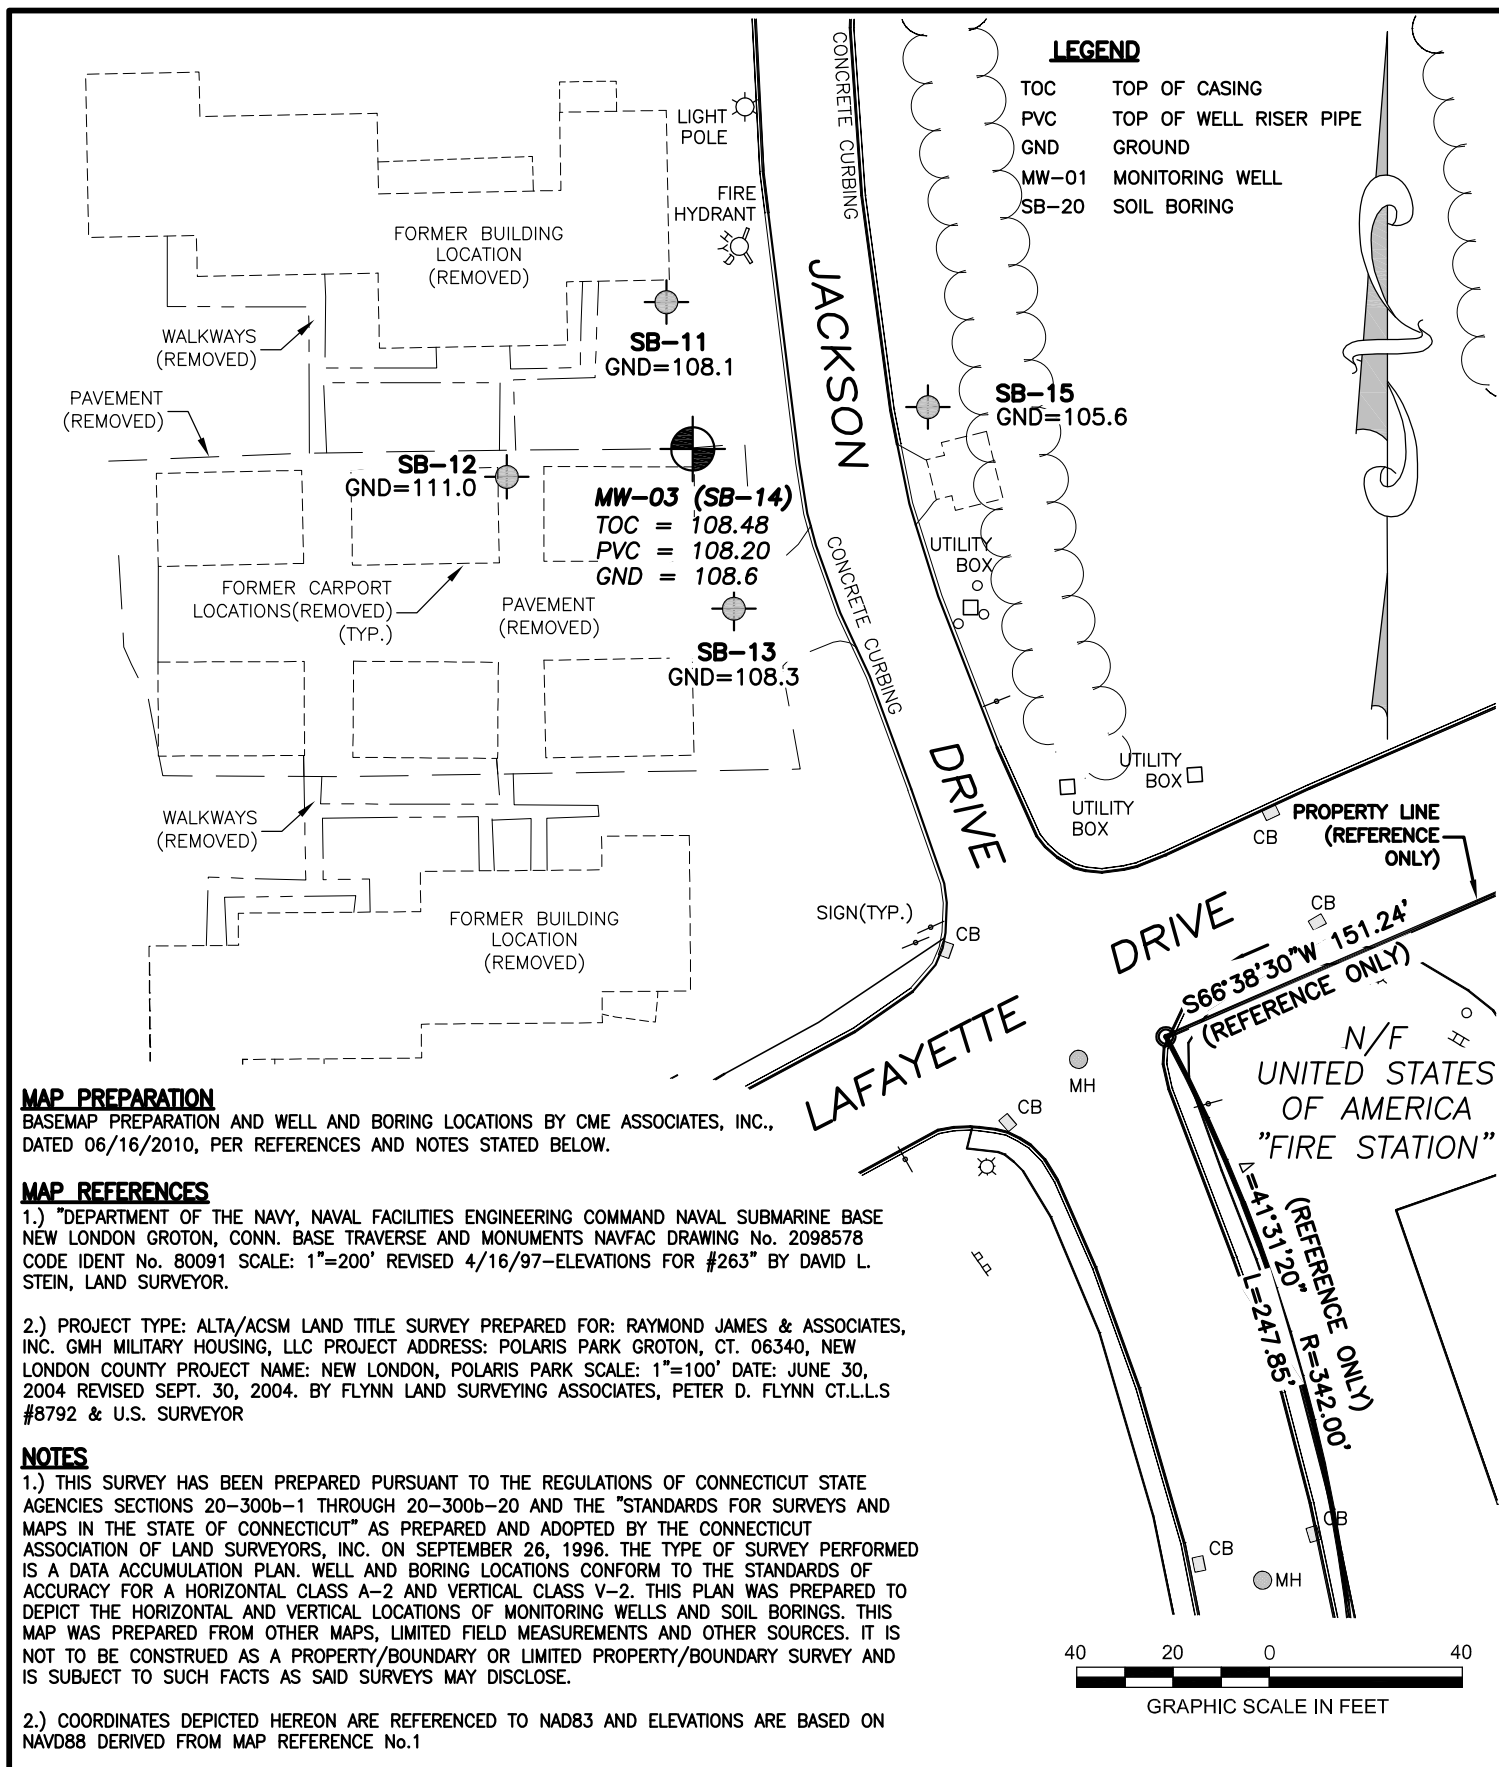 LEGEND
TOC TOP OF CASING
PVC TOP OF WELL RISER PIPE
GND GROUND
MW-01 MONITORING WELL
SB-20 SOIL BORING
CONCRETE CURBING
LIGHT
POLE
FIRE
HYDRANT
HYD
FORMER BUILDING
LOCATION
(REMOVED)
JACKSON
WALKWAYS
(REMOVED)
SB-11
GND=108.1
PAVEMENT
(REMOVED)
SB-15
GND=105.6
SB-12
GND=111.0
MW-03 (SB-14)
TOC = 108.48
PVC = 108.20
GND = 108.6
UTILITY
BOX
CONCRETE CURBING
FORMER CARPORT
LOCATIONS(REMOVED)
(TYP.)
PAVEMENT
(REMOVED)
SB-13
GND=108.3
DRIVE
UTILITY
BOX
UTILITY
BOX
WALKWAYS
(REMOVED)
PROPERTY LINE
(REFERENCE
ONLY)
CB
SIGN(TYP.)
CB
CB
FORMER BUILDING
LOCATION
(REMOVED)
LAFAYETTE DRIVE
S66°38'30"W 151.24'
(REFERENCE ONLY)
N/F
UNITED STATES
OF AMERICA
"FIRE STATION"
MH
CB
Δ=41°31'20" R=342.00'
L=247.85'
(REFERENCE ONLY)
CB
CB
MH
MAP PREPARATION
BASEMAP PREPARATION AND WELL AND BORING LOCATIONS BY CME ASSOCIATES, INC.,
DATED 06/16/2010, PER REFERENCES AND NOTES STATED BELOW.
MAP REFERENCES
1.) "DEPARTMENT OF THE NAVY, NAVAL FACILITIES ENGINEERING COMMAND NAVAL SUBMARINE BASE
NEW LONDON GROTON, CONN. BASE TRAVERSE AND MONUMENTS NAVFAC DRAWING No. 2098578
CODE IDENT No. 80091 SCALE: 1"=200' REVISED 4/16/97-ELEVATIONS FOR #263" BY DAVID L.
STEIN, LAND SURVEYOR.
2.) PROJECT TYPE: ALTA/ACSM LAND TITLE SURVEY PREPARED FOR: RAYMOND JAMES & ASSOCIATES,
INC. GMH MILITARY HOUSING, LLC PROJECT ADDRESS: POLARIS PARK GROTON, CT. 06340, NEW
LONDON COUNTY PROJECT NAME: NEW LONDON, POLARIS PARK SCALE: 1"=100' DATE: JUNE 30,
2004 REVISED SEPT. 30, 2004. BY FLYNN LAND SURVEYING ASSOCIATES, PETER D. FLYNN CT.L.L.S
#8792 & U.S. SURVEYOR
NOTES
1.) THIS SURVEY HAS BEEN PREPARED PURSUANT TO THE REGULATIONS OF CONNECTICUT STATE
AGENCIES SECTIONS 20-300b-1 THROUGH 20-300b-20 AND THE "STANDARDS FOR SURVEYS AND
MAPS IN THE STATE OF CONNECTICUT" AS PREPARED AND ADOPTED BY THE CONNECTICUT
ASSOCIATION OF LAND SURVEYORS, INC. ON SEPTEMBER 26, 1996. THE TYPE OF SURVEY PERFORMED
IS A DATA ACCUMULATION PLAN. WELL AND BORING LOCATIONS CONFORM TO THE STANDARDS OF
ACCURACY FOR A HORIZONTAL CLASS A-2 AND VERTICAL CLASS V-2. THIS PLAN WAS PREPARED TO
DEPICT THE HORIZONTAL AND VERTICAL LOCATIONS OF MONITORING WELLS AND SOIL BORINGS. THIS
MAP WAS PREPARED FROM OTHER MAPS, LIMITED FIELD MEASUREMENTS AND OTHER SOURCES. IT IS
NOT TO BE CONSTRUED AS A PROPERTY/BOUNDARY OR LIMITED PROPERTY/BOUNDARY SURVEY AND
IS SUBJECT TO SUCH FACTS AS SAID SURVEYS MAY DISCLOSE.
2.) COORDINATES DEPICTED HEREON ARE REFERENCED TO NAD83 AND ELEVATIONS ARE BASED ON
NAVD88 DERIVED FROM MAP REFERENCE No.1
40 20 0 40
GRAPHIC SCALE IN FEET